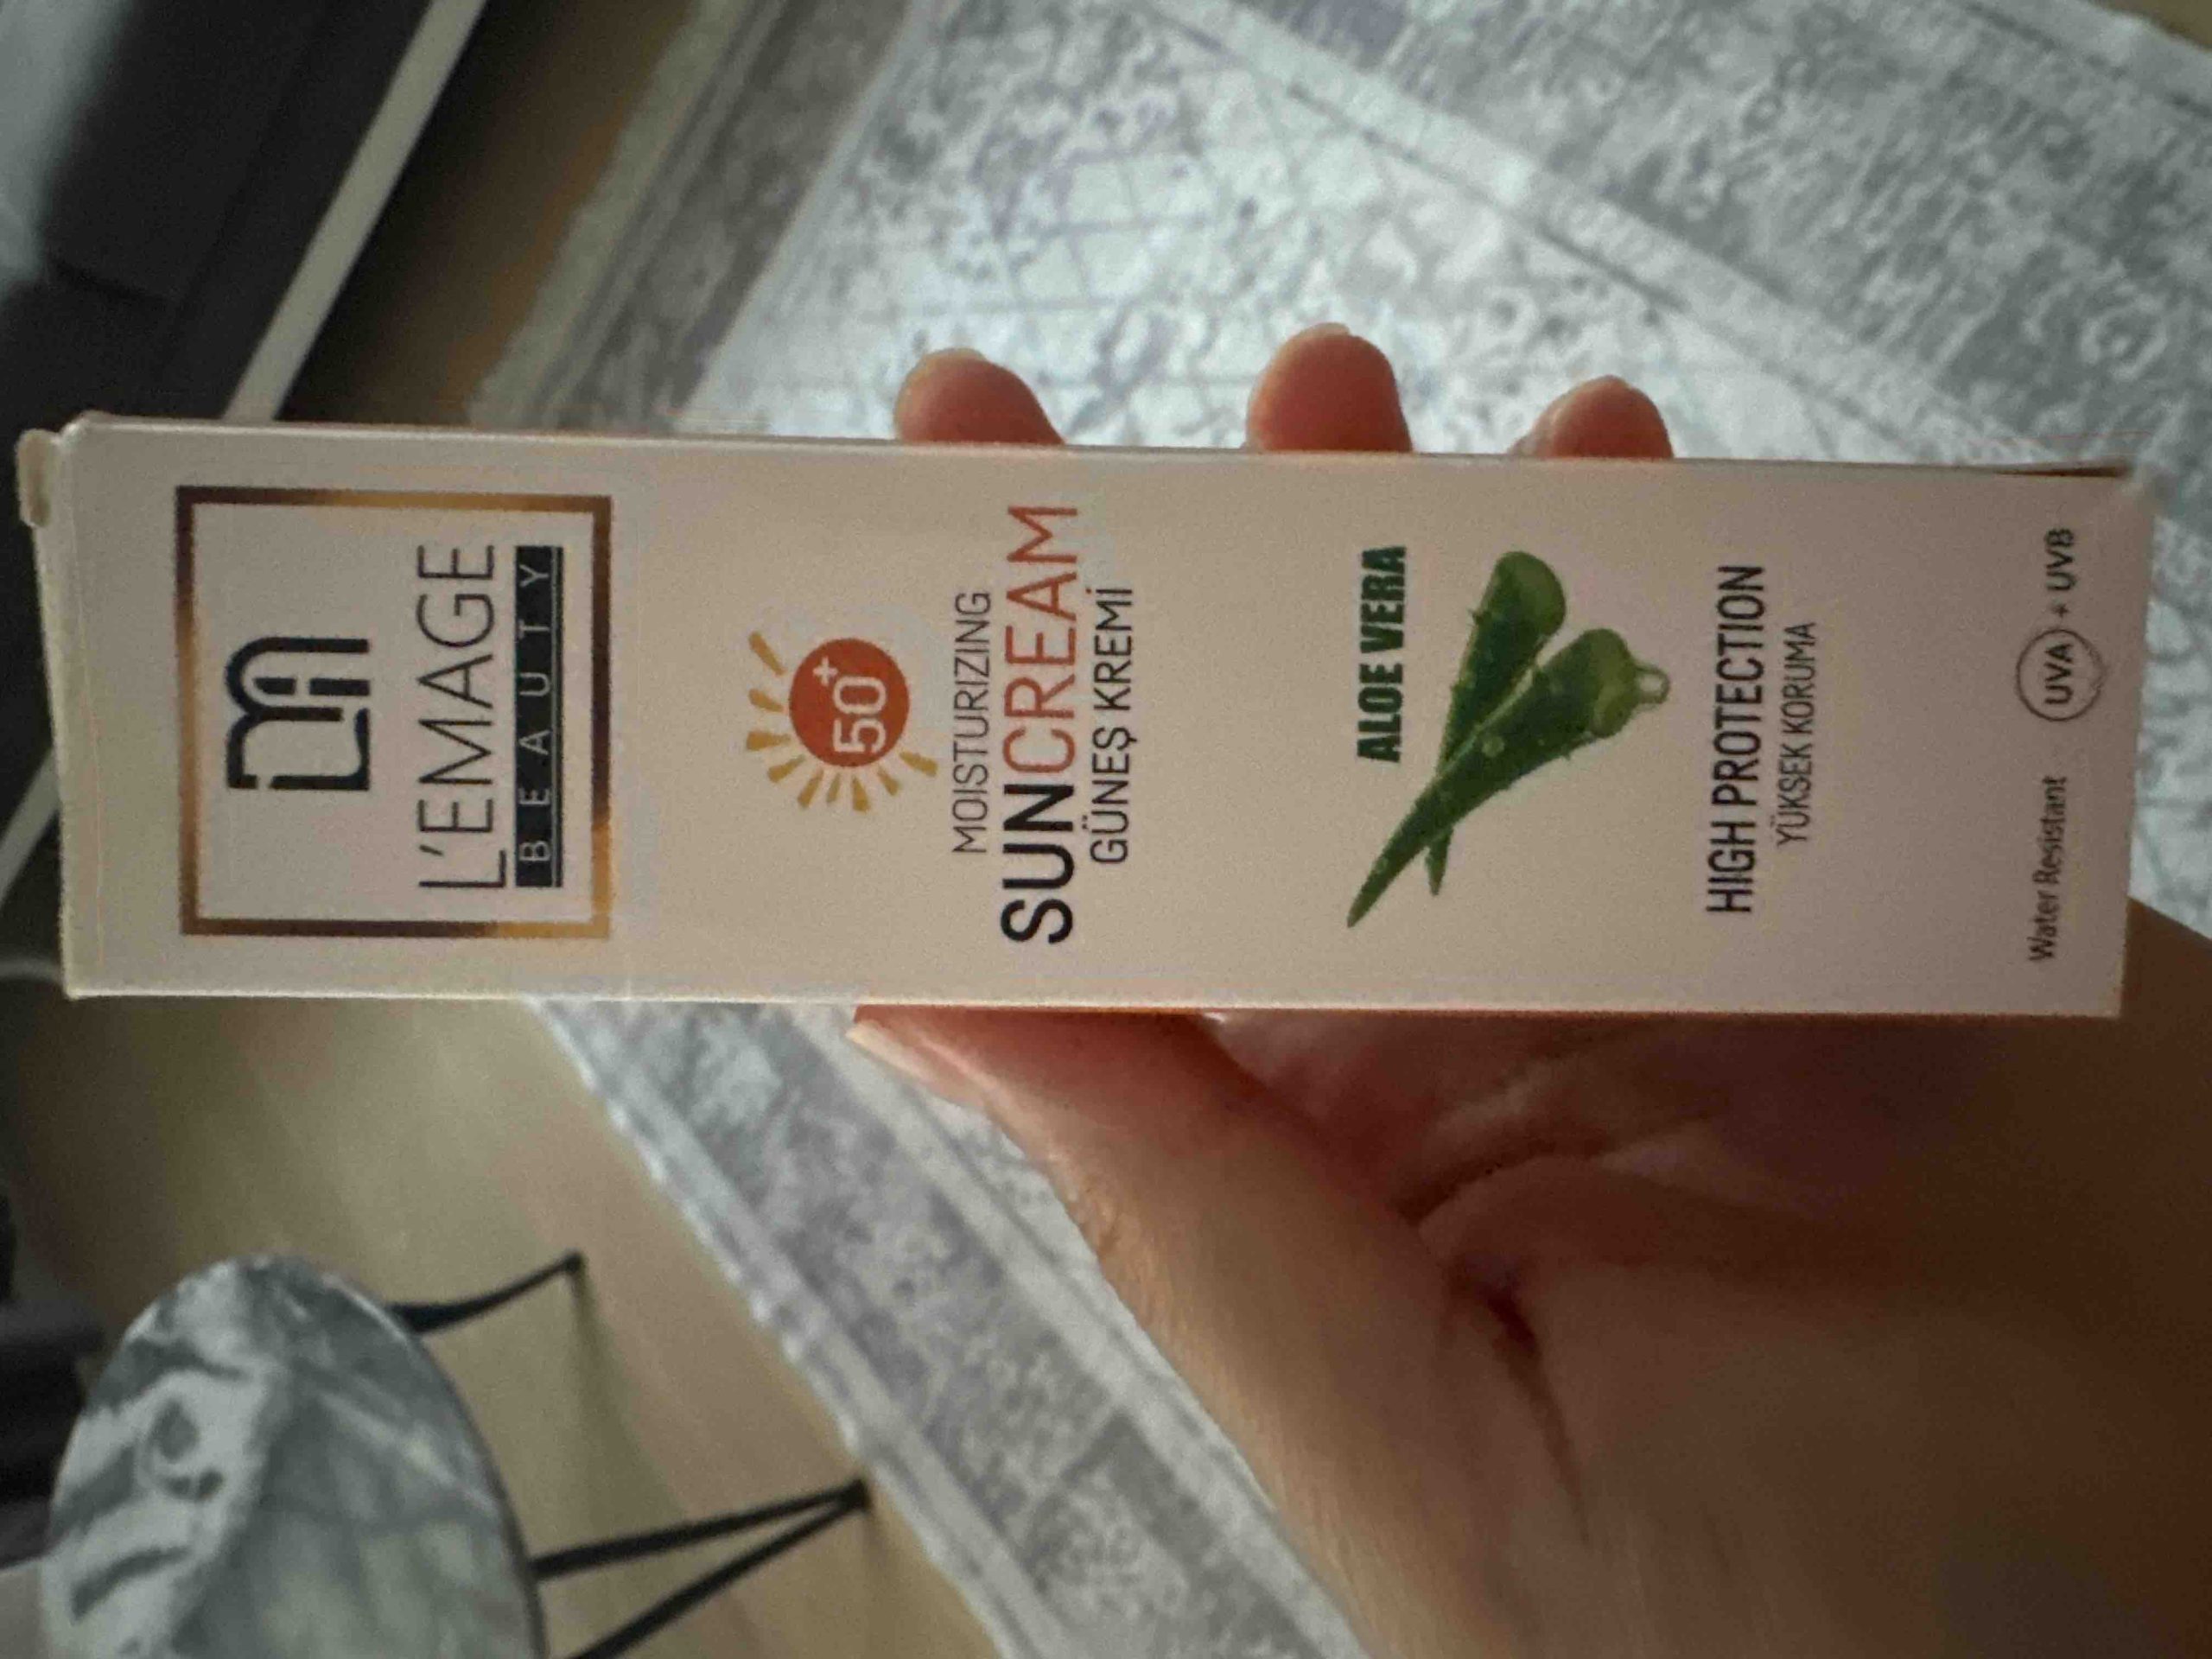 L'EMAGE
BEAUTY
50+
MOISTURIZING
SUNCREAM
GÜNEŞ KREMİ
ALOE VERA
HIGH PROTECTION
YÜKSEK KORUMA
Water Resistant UVA + UVB